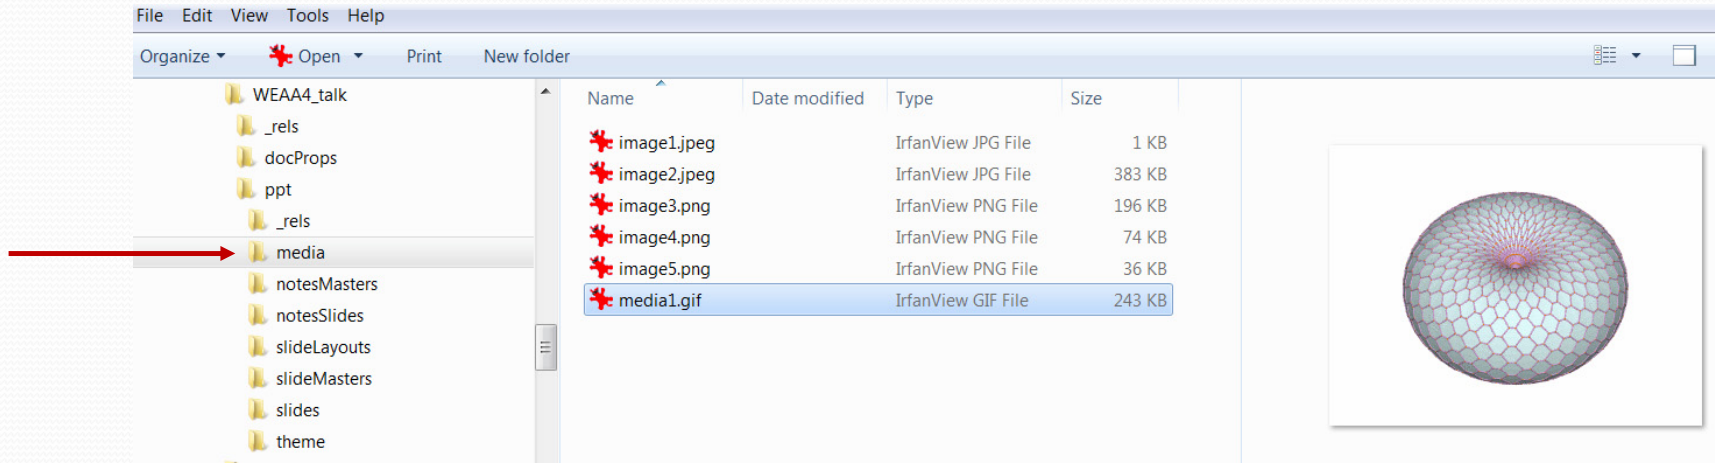 File Edit View Tools Help
Organize Open Print New folder
WEAA4_talk
_rels
docProps
ppt
_rels
media
notesMasters
notesSlides
slideLayouts
slideMasters
slides
theme
Name Date modified Type Size
image1.jpeg IrfanView JPG File 1 KB
image2.jpeg IrfanView JPG File 383 KB
image3.png IrfanView PNG File 196 KB
image4.png IrfanView PNG File 74 KB
image5.png IrfanView PNG File 36 KB
media1.gif IrfanView GIF File 243 KB